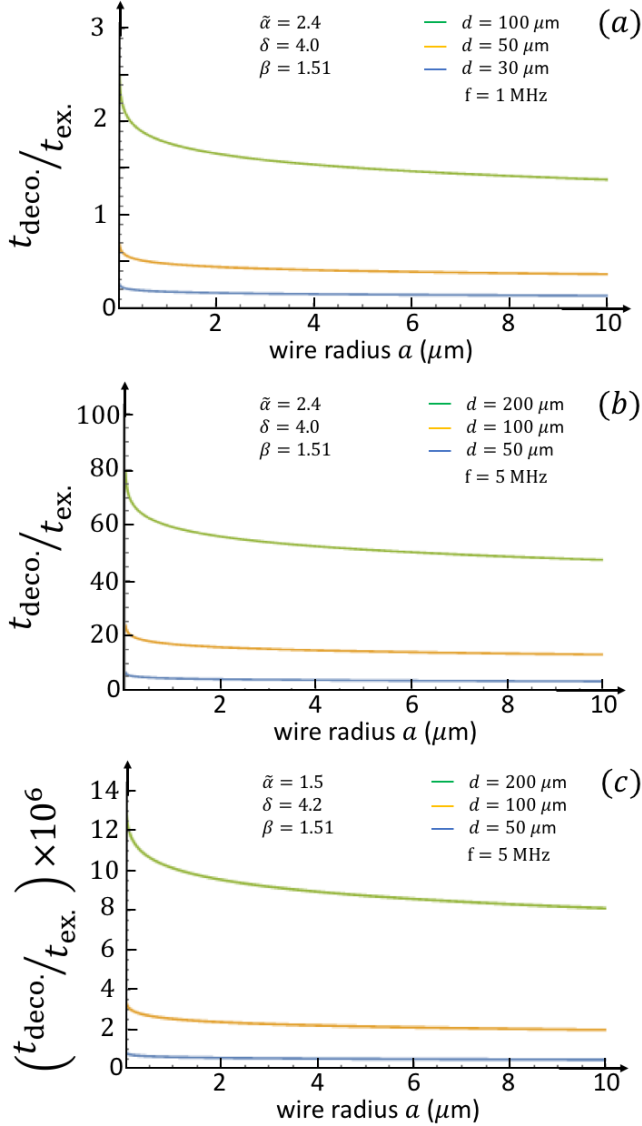 (a)
α̃ = 2.4
δ = 4.0
β = 1.51
d = 100 μm
d = 50 μm
d = 30 μm
f = 1 MHz
t_deco./t_ex.
3
2
1
0
2 4 6 8 10
wire radius a (μm)
(b)
α̃ = 2.4
δ = 4.0
β = 1.51
d = 200 μm
d = 100 μm
d = 50 μm
f = 5 MHz
t_deco./t_ex.
100
80
60
40
20
0
2 4 6 8 10
wire radius a (μm)
(c)
α̃ = 1.5
δ = 4.2
β = 1.51
d = 200 μm
d = 100 μm
d = 50 μm
f = 5 MHz
(t_deco./t_ex.) ×10⁶
14
12
10
8
6
4
2
0
2 4 6 8 10
wire radius a (μm)